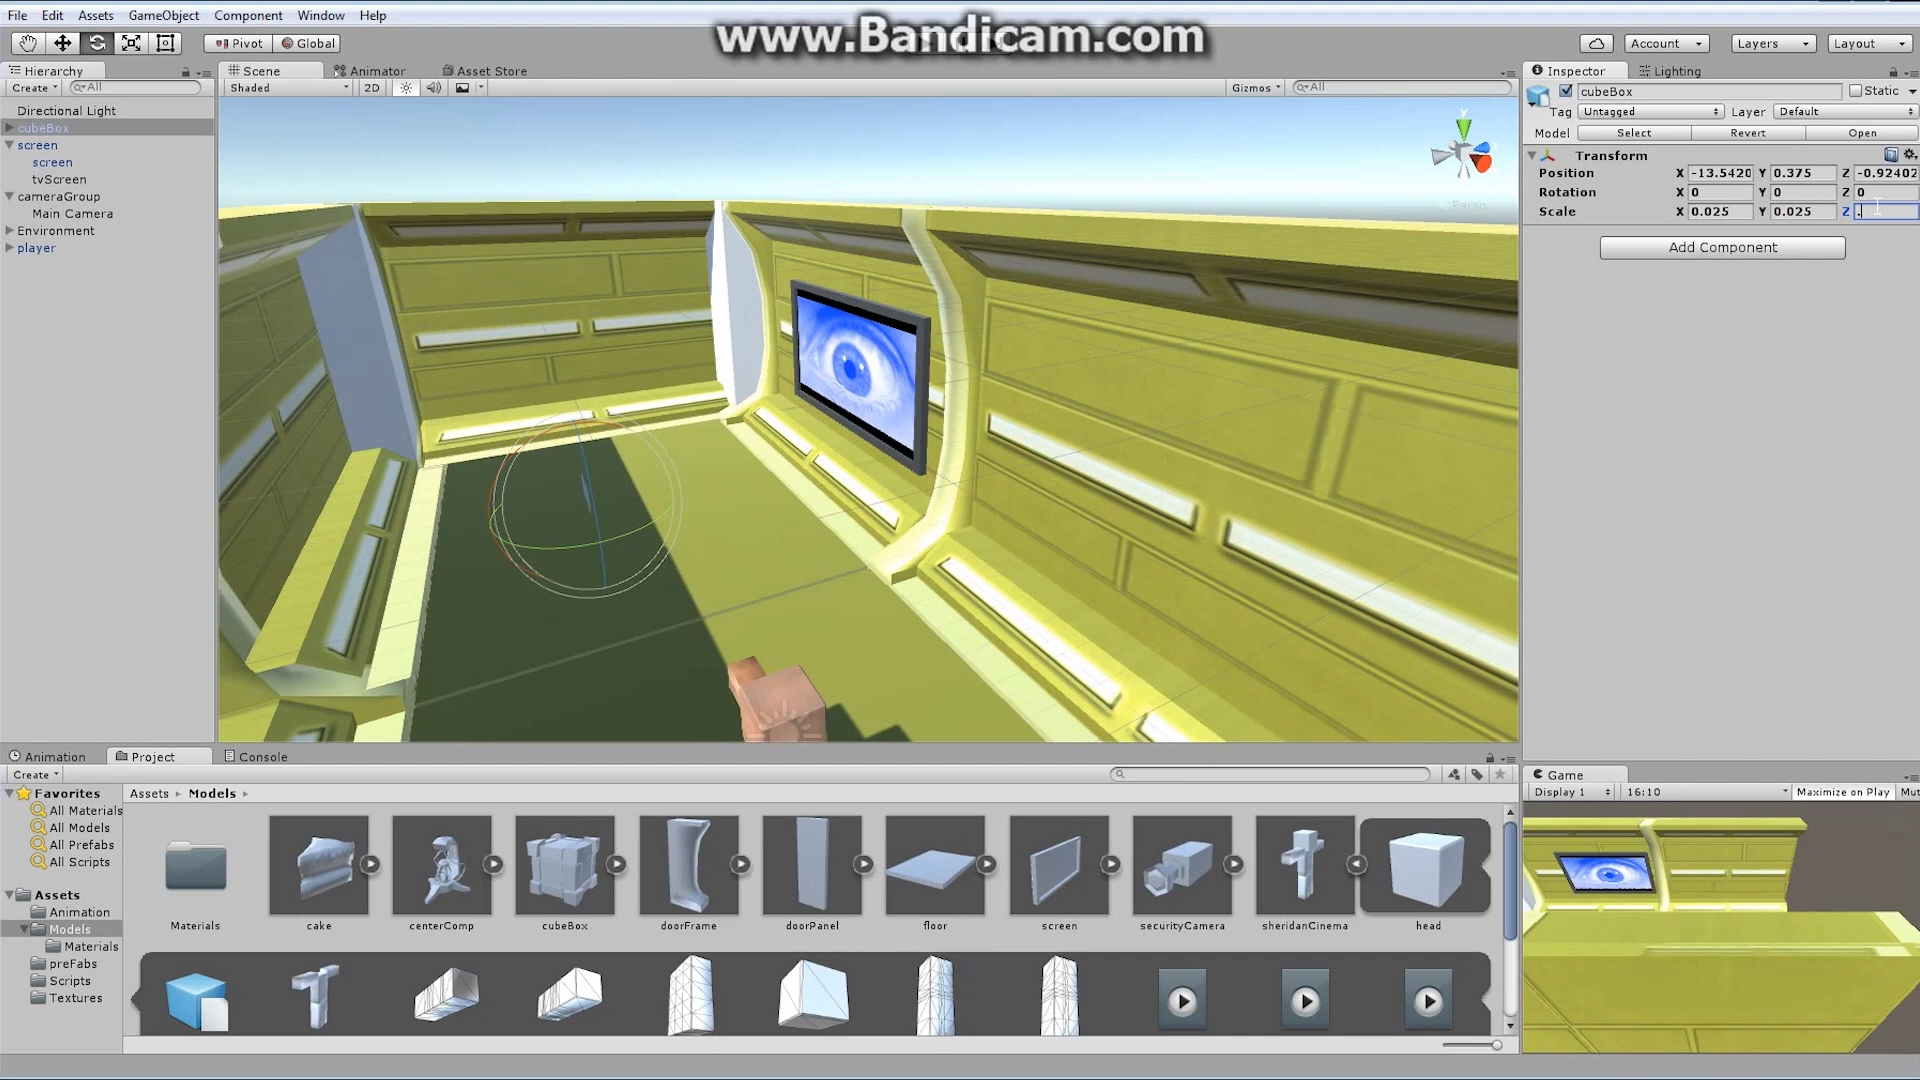 File Edit Assets GameObject Component Window Help
www.Bandicam.com
Pivot Global Account Layers Layout
Hierarchy Scene Animator Asset Store Inspector Lighting
Create All Shaded 2D Gizmos All
cubeBox Static
Tag Untagged Layer Default
Model Select Revert Open
Transform
Position X -13.5420 Y 0.375 Z -0.92402
Rotation X 0 Y 0 Z 0
Scale X 0.025 Y 0.025 Z .
Add Component
Directional Light
cubeBox
screen
screen
tvScreen
cameraGroup
Main Camera
Environment
player
y
Persp
Animation Project Console
Create
Favorites
All Materials
All Models
All Prefabs
All Scripts
Assets
Animation
Models
Materials
preFabs
Scripts
Textures
Assets Models
Materials cake centerComp cubeBox doorFrame doorPanel floor screen securityCamera sheridanCinema head
Game
Display 1 16:10 Maximize on Play Mut